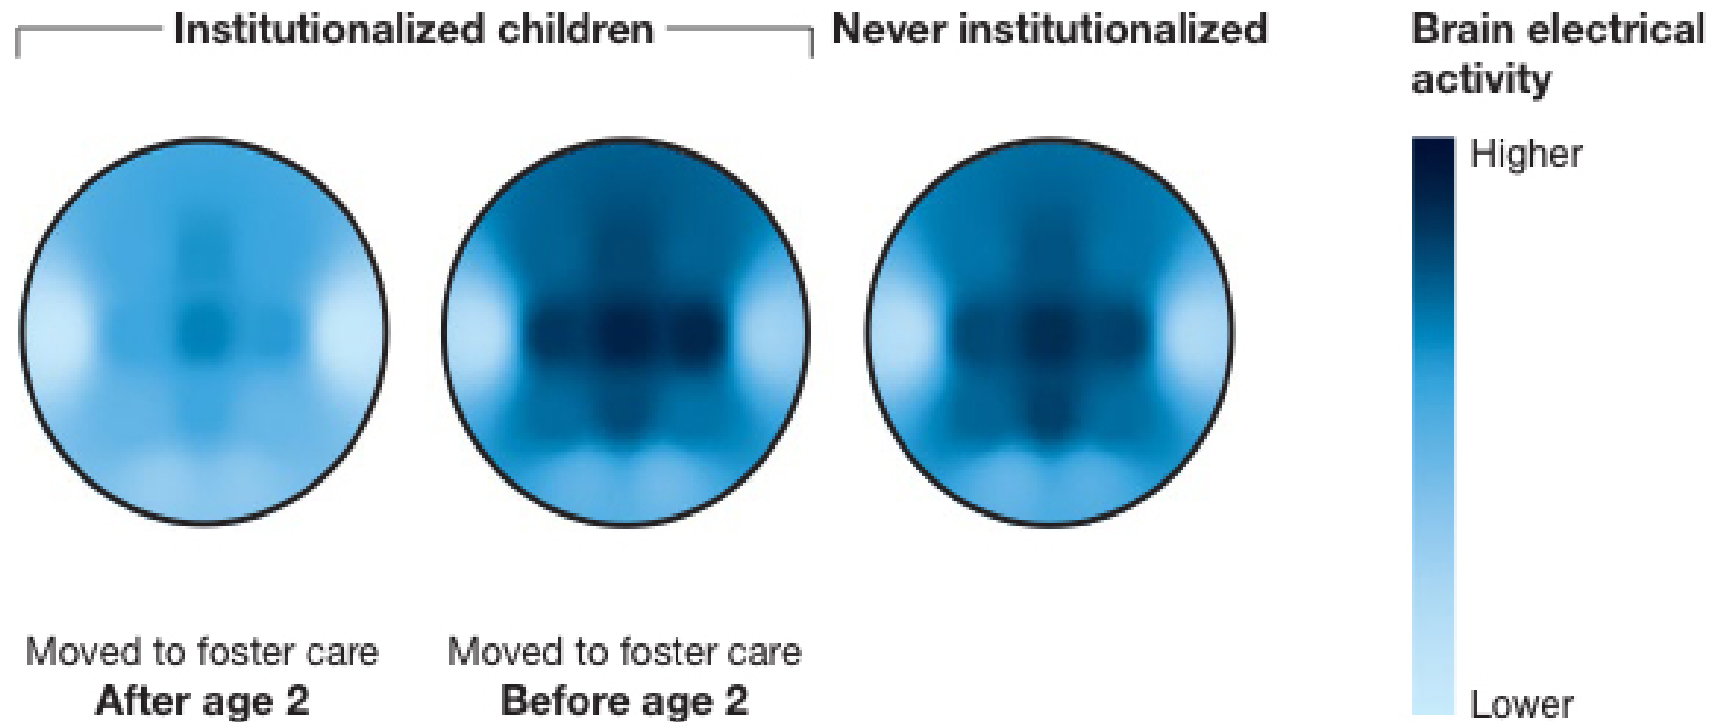 Institutionalized children
Never institutionalized
Brain electrical
activity
Higher
Lower
Moved to foster care
After age 2
Moved to foster care
Before age 2